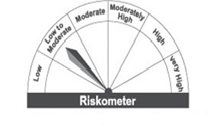 Low
Low to
Moderate
Moderate
Moderately
High
High
very High
Riskometer